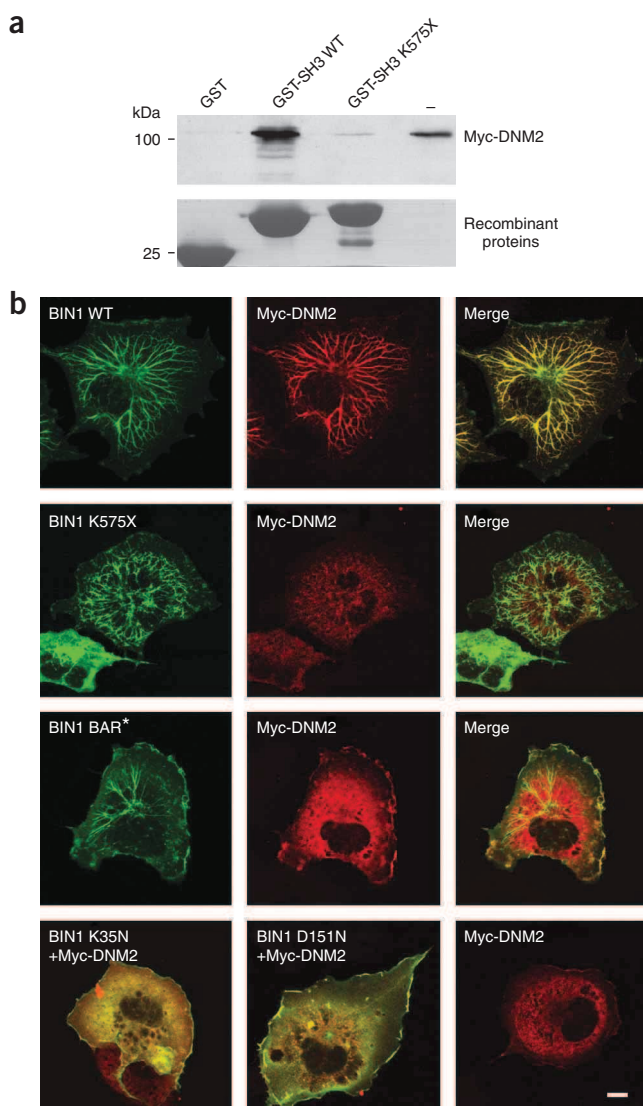 a
GST
GST-SH3 WT
GST-SH3 K575X
–
kDa
100
Myc-DNM2
25
Recombinant
proteins
b
BIN1 WT
Myc-DNM2
Merge
BIN1 K575X
Myc-DNM2
Merge
BIN1 BAR*
Myc-DNM2
Merge
BIN1 K35N
+Myc-DNM2
BIN1 D151N
+Myc-DNM2
Myc-DNM2